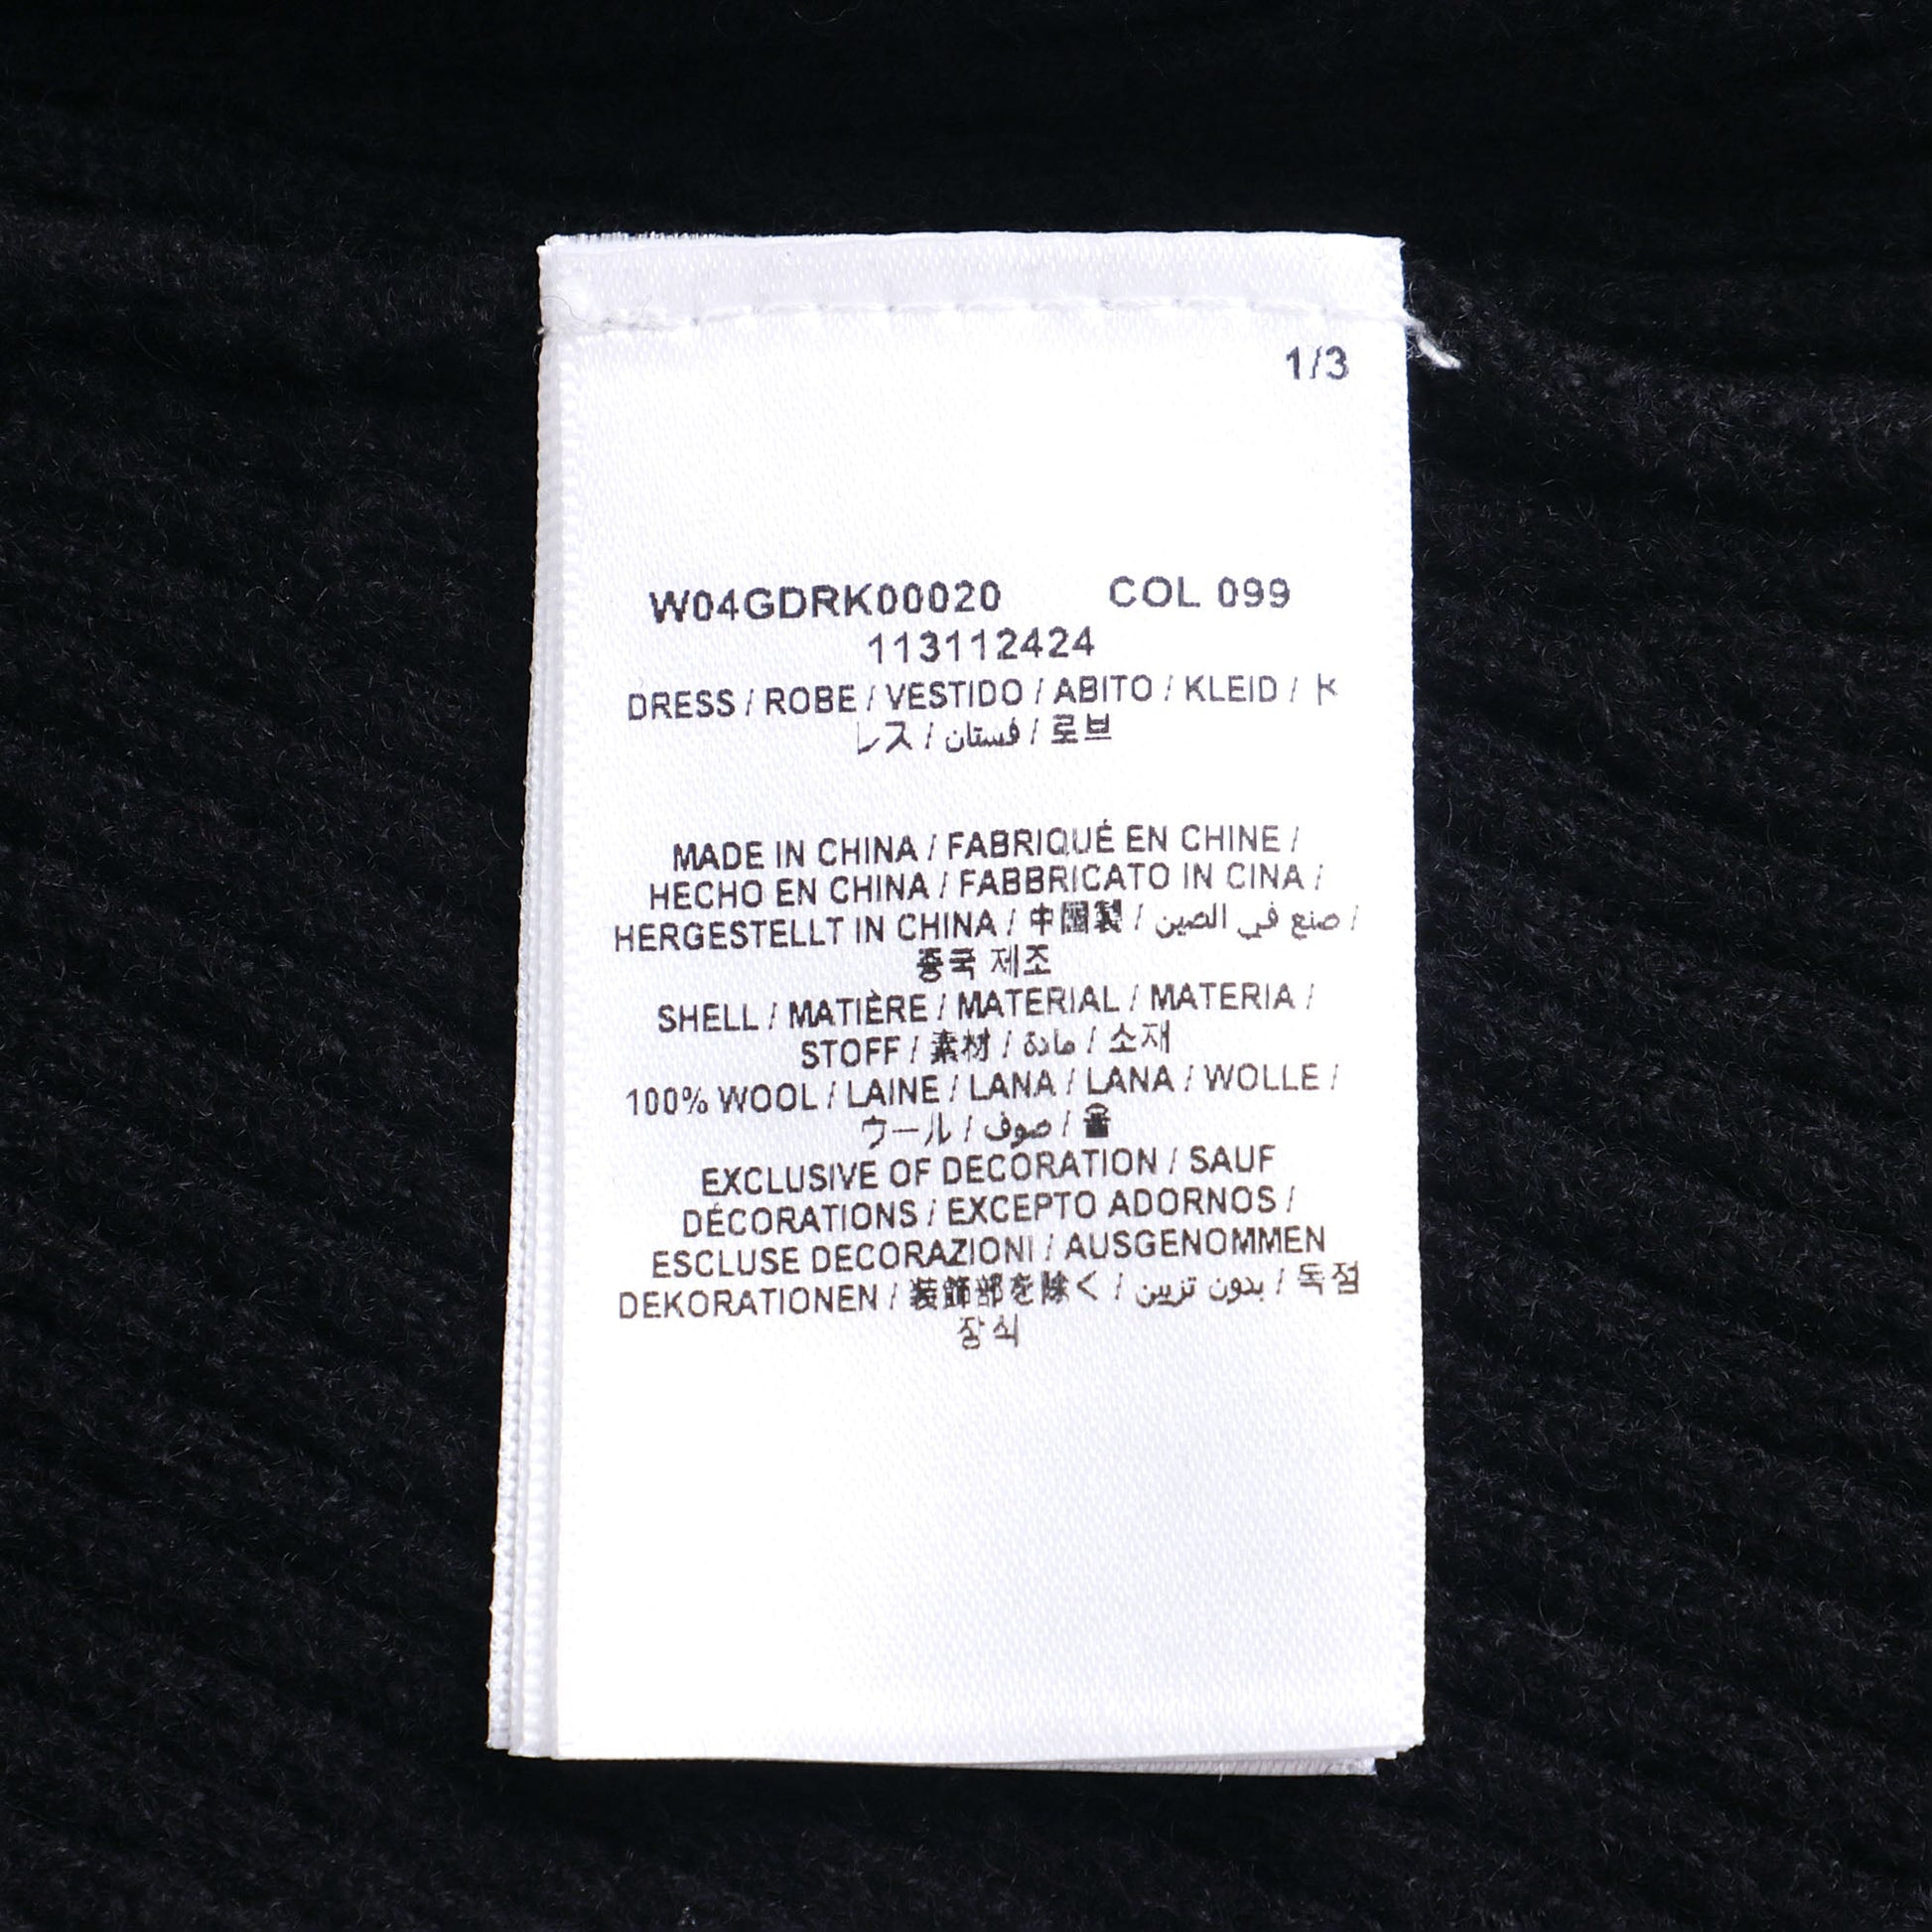 1/3
W04GDRK00020 COL 099
113112424
DRESS / ROBE / VESTIDO / ABITO / KLEID / ド
レス / فستان / 로브
MADE IN CHINA / FABRIQUÉ EN CHINE /
HECHO EN CHINA / FABBRICATO IN CINA /
HERGESTELLT IN CHINA / 中國製 / صنع في الصين /
중국 제조
SHELL / MATIÈRE / MATERIAL / MATERIA /
STOFF / 素材 / مادة / 소재
100% WOOL / LAINE / LANA / LANA / WOLLE /
ウール / صوف / 울
EXCLUSIVE OF DECORATION / SAUF
DÉCORATIONS / EXCEPTO ADORNOS /
ESCLUSE DECORAZIONI / AUSGENOMMEN
DEKORATIONEN / 装飾部を除く / بدون تزيين / 독점
장식